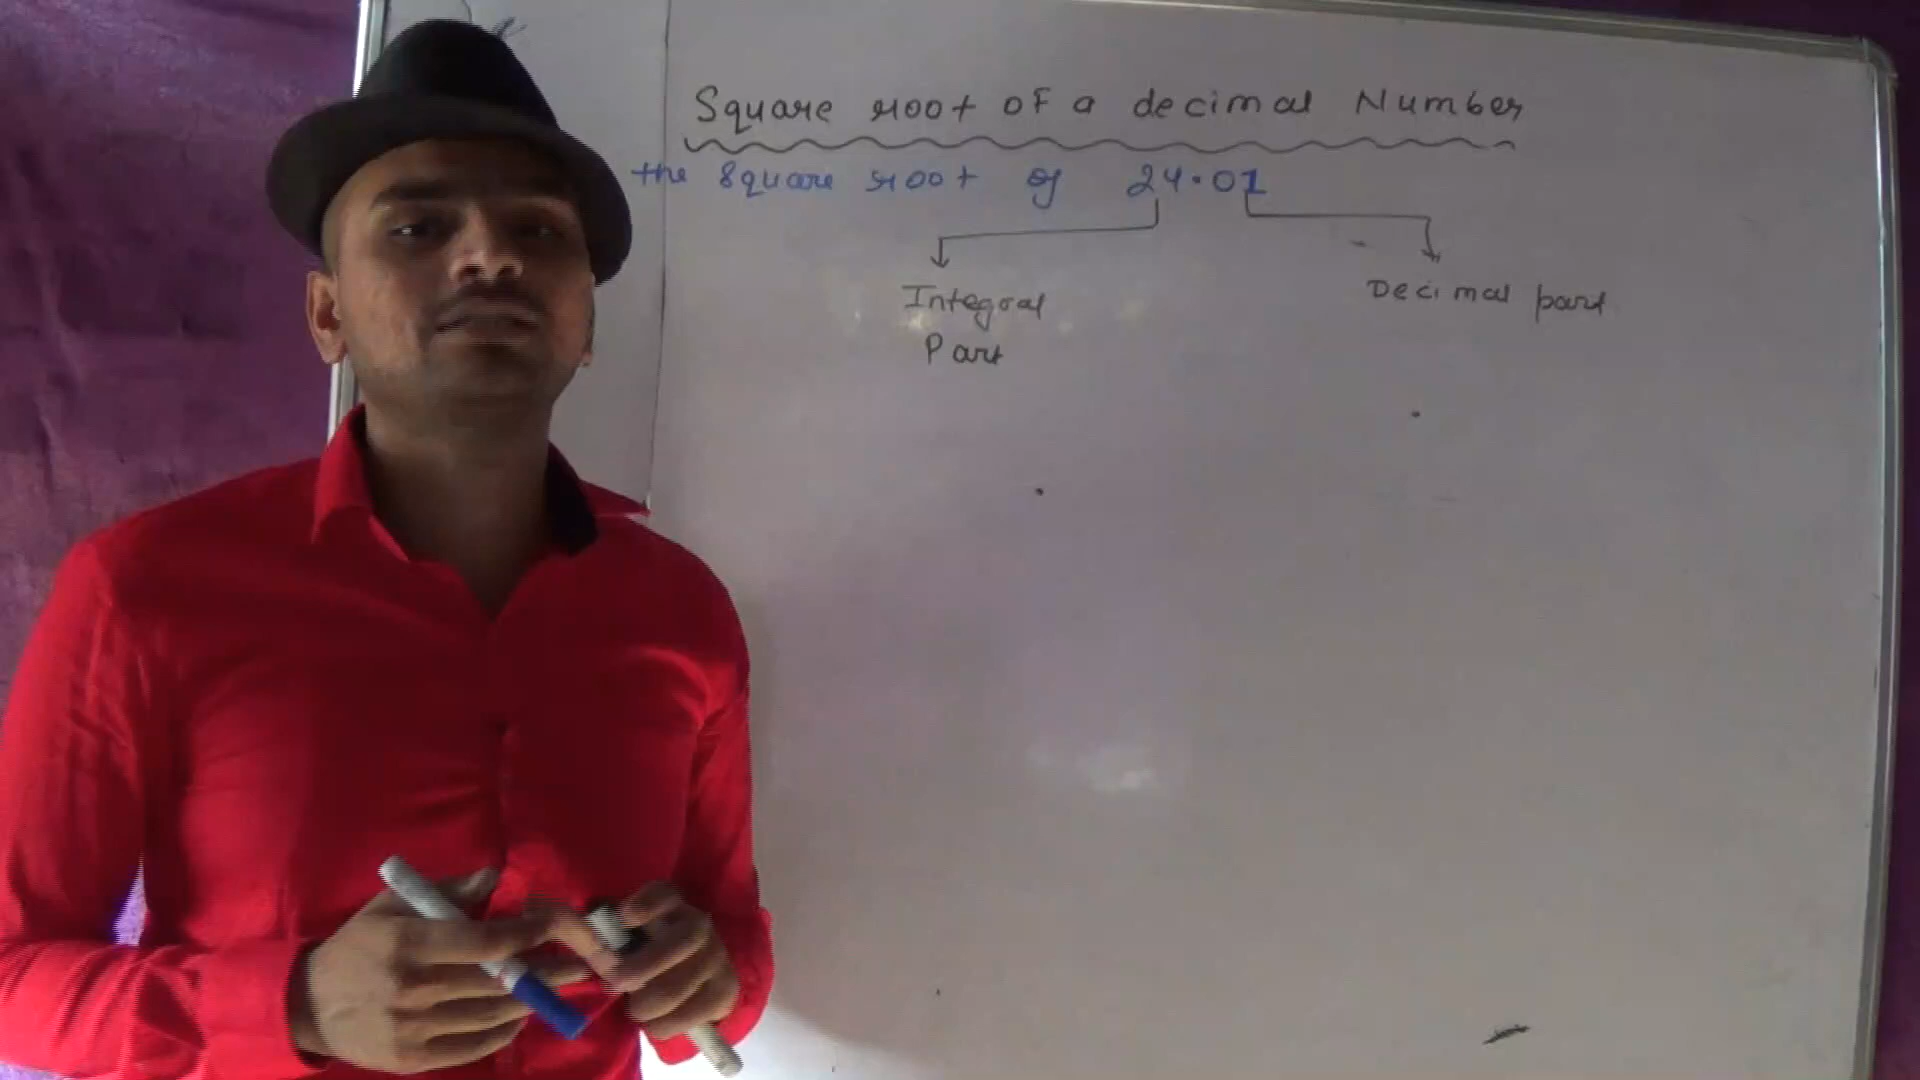 Square root of a decimal Number
the square root of 24.01
Integral
Part
Decimal part